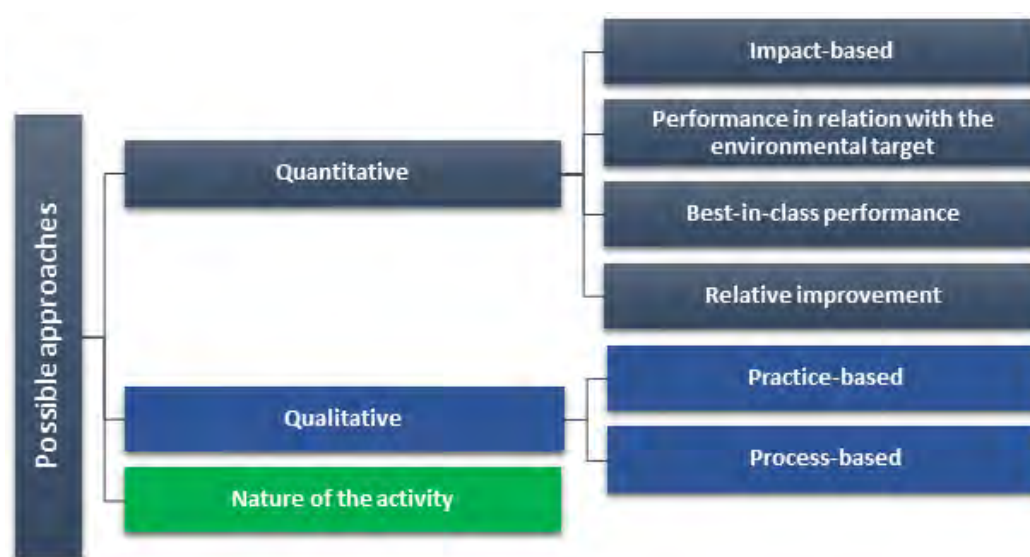 Possible approaches
Quantitative
Impact-based
Performance in relation with the
environmental target
Best-in-class performance
Relative improvement
Qualitative
Practice-based
Process-based
Nature of the activity